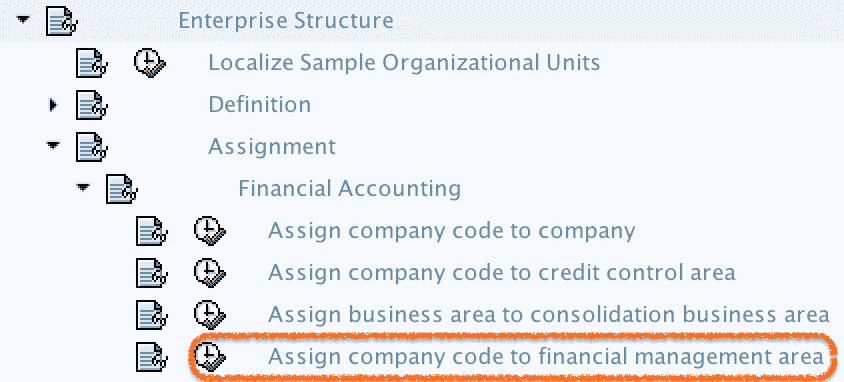 Enterprise Structure
Localize Sample Organizational Units
Definition
Assignment
Financial Accounting
Assign company code to company
Assign company code to credit control area
Assign business area to consolidation business area
Assign company code to financial management area